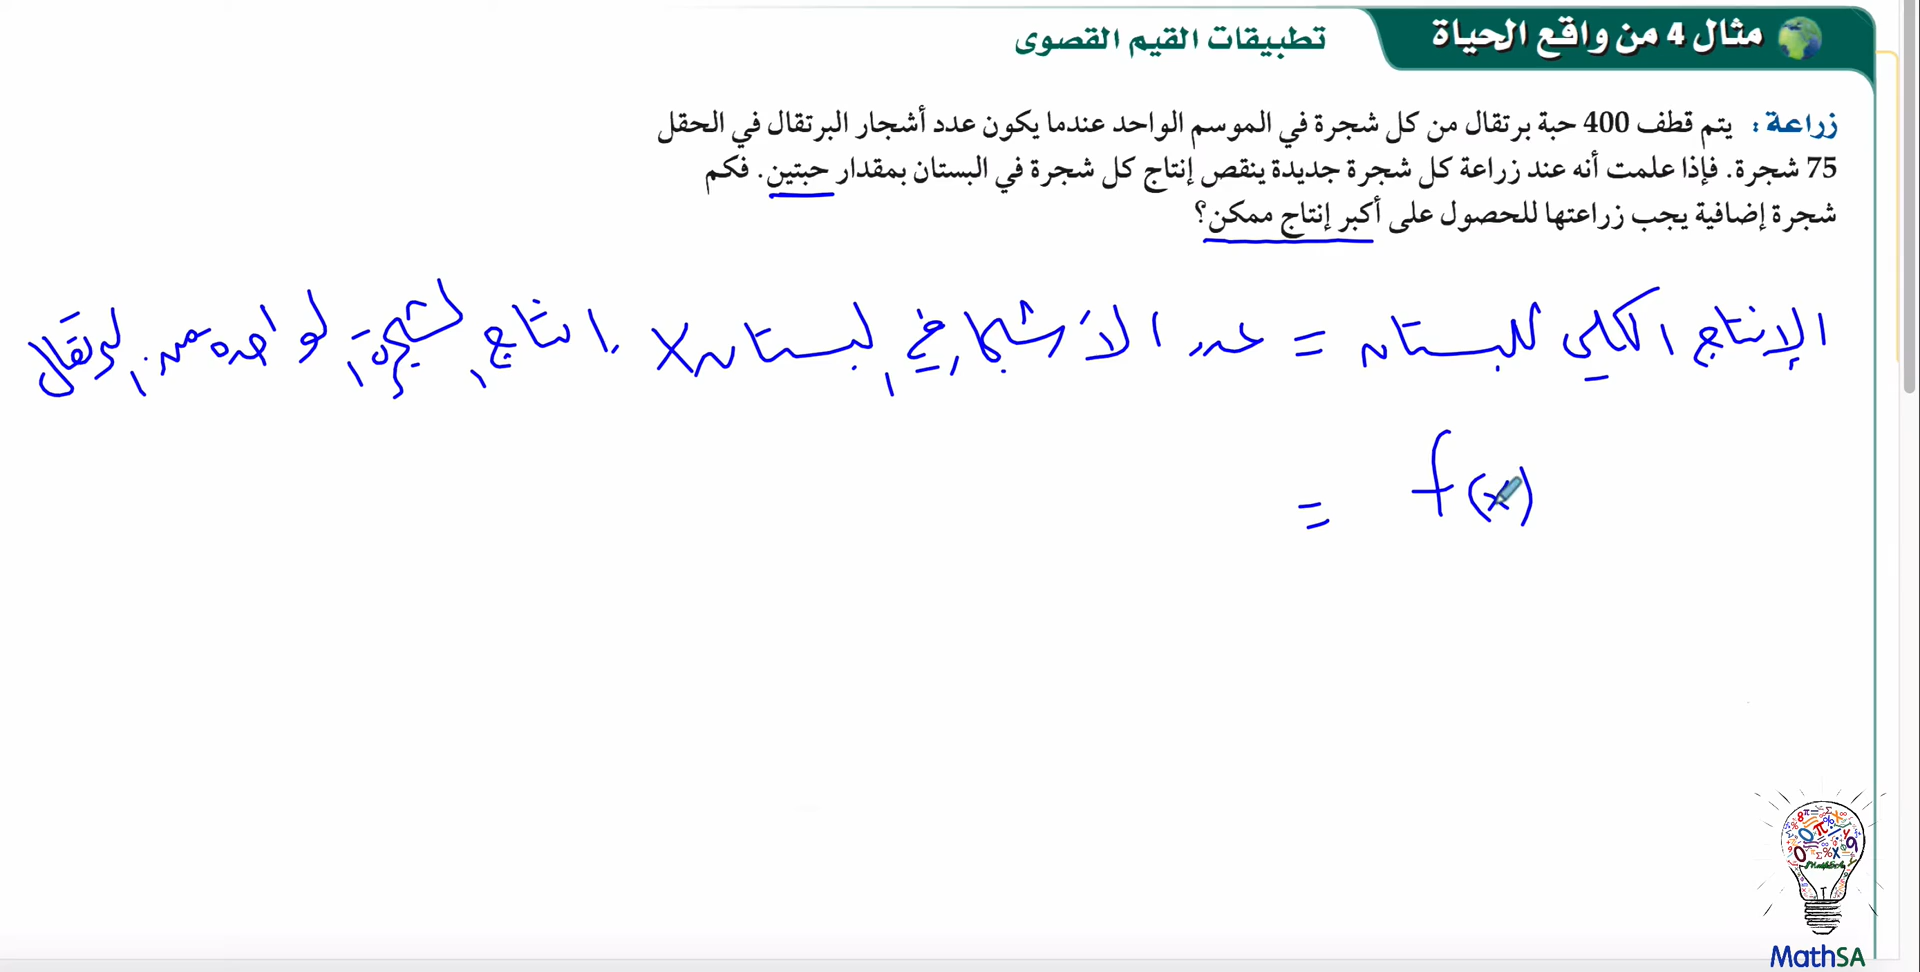 مثال 4 من واقع الحياة
تطبيقات القيم القصوى
زراعة: يتم قطف 400 حبة برتقال من كل شجرة في الموسم الواحد عندما يكون عدد أشجار البرتقال في الحقل
75 شجرة. فإذا علمت أنه عند زراعة كل شجرة جديدة ينقص إنتاج كل شجرة في البستان بمقدار حبتين. فكم
شجرة إضافية يجب زراعتها للحصول على أكبر إنتاج ممكن؟
الإنتاج الكلي للبستان = عدد الأشجار في البستان × إنتاج الشجرة الواحدة من البرتقال
f(x) =
MathSA